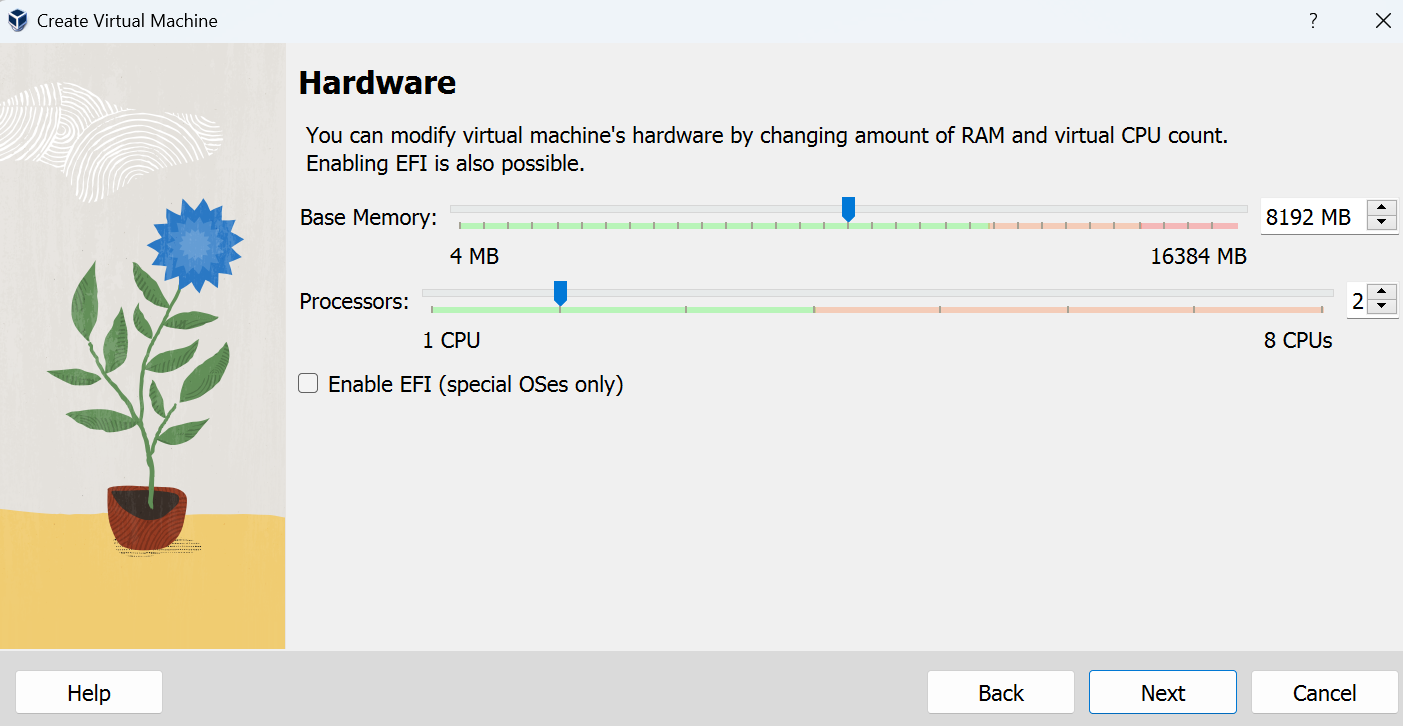 Create Virtual Machine
?
Hardware
You can modify virtual machine's hardware by changing amount of RAM and virtual CPU count.
Enabling EFI is also possible.
Base Memory:
8192 MB
4 MB
16384 MB
Processors:
2
1 CPU
8 CPUs
Enable EFI (special OSes only)
Help
Back
Next
Cancel